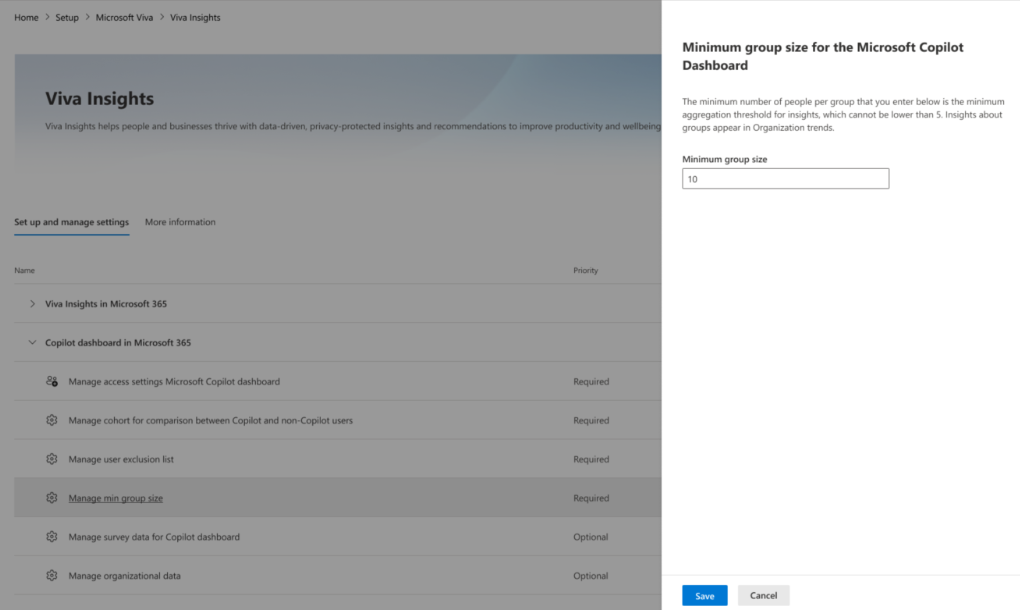 Home > Setup > Microsoft Viva > Viva Insights
Viva Insights
Viva Insights helps people and businesses thrive with data-driven, privacy-protected insights and recommendations to improve productivity and wellbeing
Set up and manage settings
More information
Name
Priority
Viva Insights in Microsoft 365
Copilot dashboard in Microsoft 365
Manage access settings Microsoft Copilot dashboard
Required
Manage cohort for comparison between Copilot and non-Copilot users
Required
Manage user exclusion list
Required
Manage min group size
Required
Manage survey data for Copilot dashboard
Optional
Manage organizational data
Optional
Minimum group size for the Microsoft Copilot
Dashboard
The minimum number of people per group that you enter below is the minimum
aggregation threshold for insights, which cannot be lower than 5. Insights about
groups appear in Organization trends.
Minimum group size
10
Save
Cancel